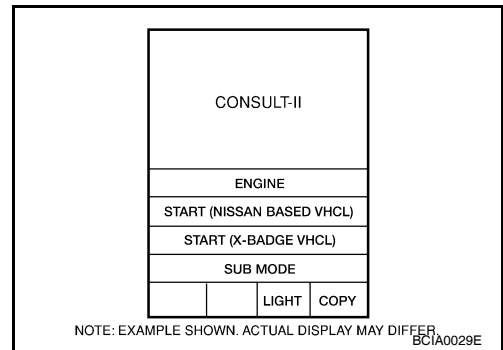 CONSULT-II
ENGINE
START (NISSAN BASED VHCL)
START (X-BADGE VHCL)
SUB MODE
LIGHT COPY
NOTE: EXAMPLE SHOWN. ACTUAL DISPLAY MAY DIFFER.
BCIA0029E